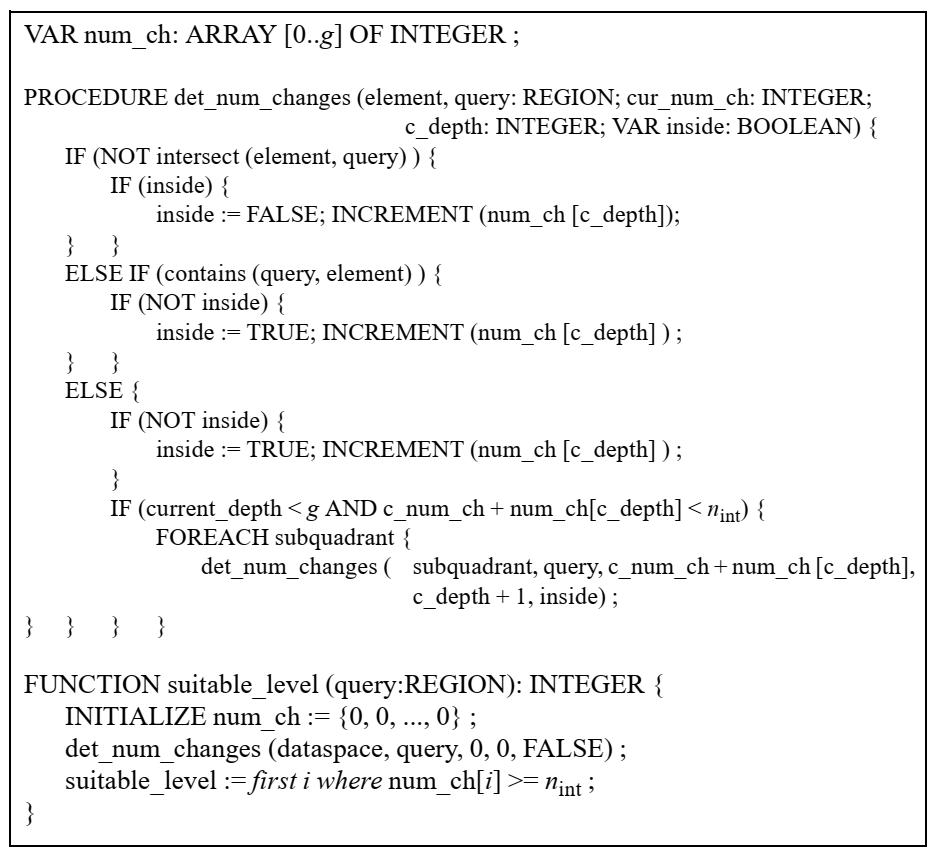 VAR num_ch: ARRAY [0..g] OF INTEGER ;
PROCEDURE det_num_changes (element, query: REGION; cur_num_ch: INTEGER;
c_depth: INTEGER; VAR inside: BOOLEAN) {
IF (NOT intersect (element, query) ) {
IF (inside) {
inside := FALSE; INCREMENT (num_ch [c_depth]);
} }
ELSE IF (contains (query, element) ) {
IF (NOT inside) {
inside := TRUE; INCREMENT (num_ch [c_depth] ) ;
} }
ELSE {
IF (NOT inside) {
inside := TRUE; INCREMENT (num_ch [c_depth] ) ;
}
IF (current_depth < g AND c_num_ch + num_ch[c_depth] < nint) {
FOREACH subquadrant {
det_num_changes ( subquadrant, query, c_num_ch + num_ch [c_depth],
c_depth + 1, inside) ;
} } } }
FUNCTION suitable_level (query:REGION): INTEGER {
INITIALIZE num_ch := {0, 0, ..., 0} ;
det_num_changes (dataspace, query, 0, 0, FALSE) ;
suitable_level := first i where num_ch[i] >= nint ;
}